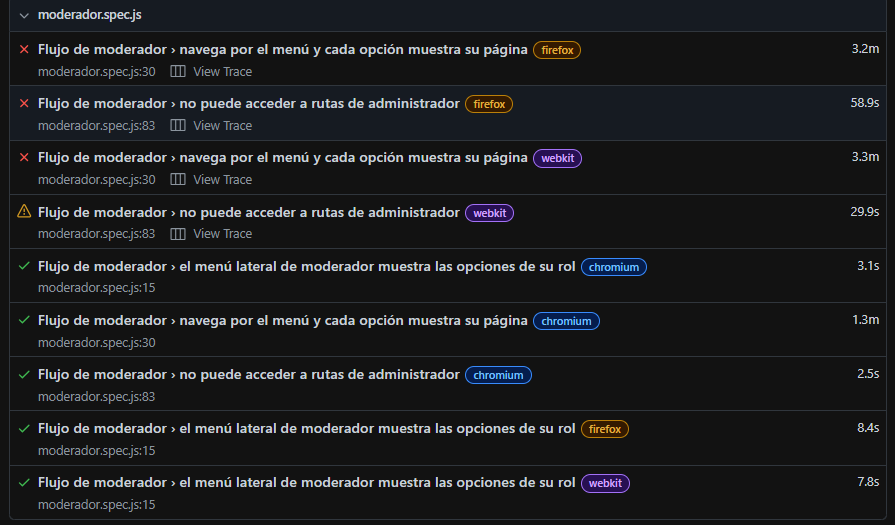 moderador.spec.js
Flujo de moderador › navega por el menú y cada opción muestra su página firefox 3.2m
moderador.spec.js:30 View Trace
Flujo de moderador › no puede acceder a rutas de administrador firefox 58.9s
moderador.spec.js:83 View Trace
Flujo de moderador › navega por el menú y cada opción muestra su página webkit 3.3m
moderador.spec.js:30 View Trace
Flujo de moderador › no puede acceder a rutas de administrador webkit 29.9s
moderador.spec.js:83 View Trace
Flujo de moderador › el menú lateral de moderador muestra las opciones de su rol chromium 3.1s
moderador.spec.js:15
Flujo de moderador › navega por el menú y cada opción muestra su página chromium 1.3m
moderador.spec.js:30
Flujo de moderador › no puede acceder a rutas de administrador chromium 2.5s
moderador.spec.js:83
Flujo de moderador › el menú lateral de moderador muestra las opciones de su rol firefox 8.4s
moderador.spec.js:15
Flujo de moderador › el menú lateral de moderador muestra las opciones de su rol webkit 7.8s
moderador.spec.js:15